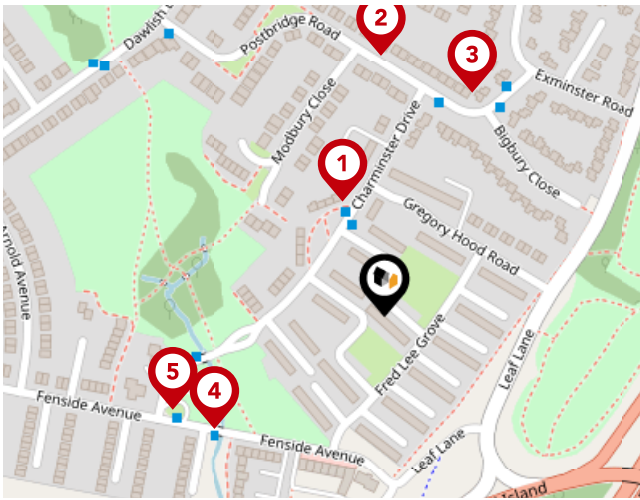 Dawlish
Postbridge Road
2
3
Exminster Road
Modbury Close
Charminster Drive
Bigbury Close
1
Gregory Hood Road
Arnold Avenue
Leaf Lane
Fred Lee Grove
5
4
Fenside Avenue
Fenside Avenue
Leaf Lane